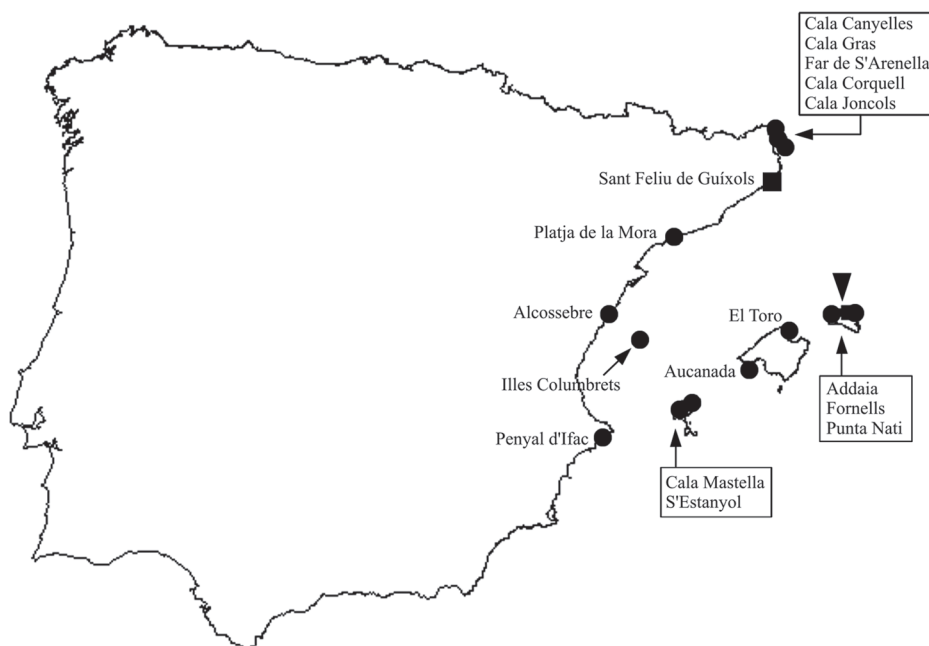 Cala Canyelles
Cala Gras
Far de S'Arenella
Cala Corquell
Cala Joncols
Sant Feliu de Guíxols
Platja de la Mora
Alcossebre
El Toro
Illes Columbrets
Aucanada
Addaia
Fornells
Punta Nati
Penyal d'Ifac
Cala Mastella
S'Estanyol